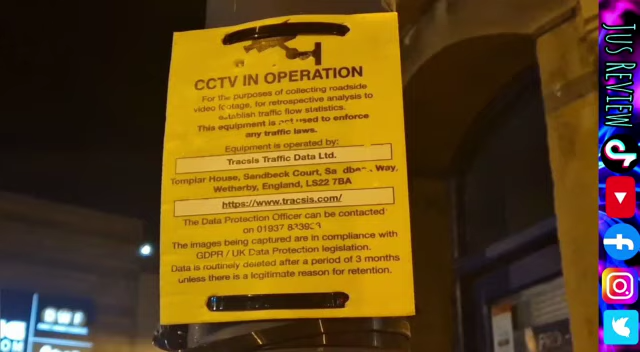 CCTV IN OPERATION
For the purposes of collecting roadside
video footage, for retrospective analysis to
establish traffic flow statistics.
This equipment is not used to enforce
any traffic laws.
Equipment is operated by:
Tracsis Traffic Data Ltd.
Templar House, Sandbeck Court, Sandbeck Way,
Wetherby, England, LS22 7BA
https://www.tracsis.com/
The Data Protection Officer can be contacted
on 01937
The images being captured are in compliance with
GDPR / UK Data Protection legislation.
Data is routinely deleted after a period of 3 months
unless there is a legitimate reason for retention.
JUS REVIEW